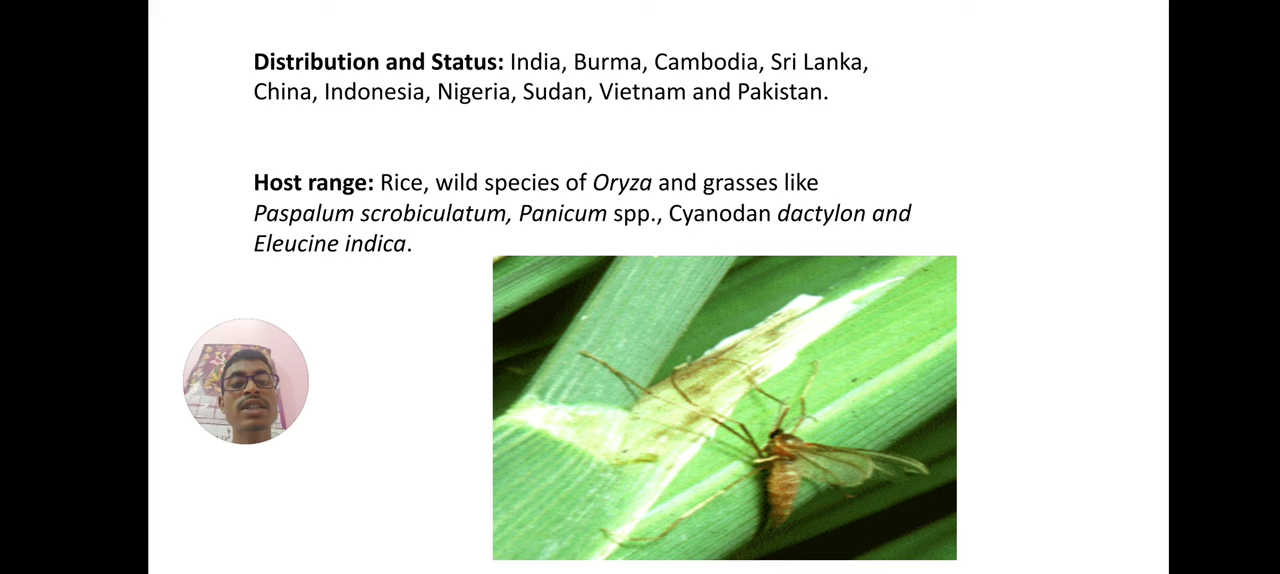 Distribution and Status: India, Burma, Cambodia, Sri Lanka,
China, Indonesia, Nigeria, Sudan, Vietnam and Pakistan.
Host range: Rice, wild species of Oryza and grasses like
Paspalum scrobiculatum, Panicum spp., Cyanodan dactylon and
Eleucine indica.